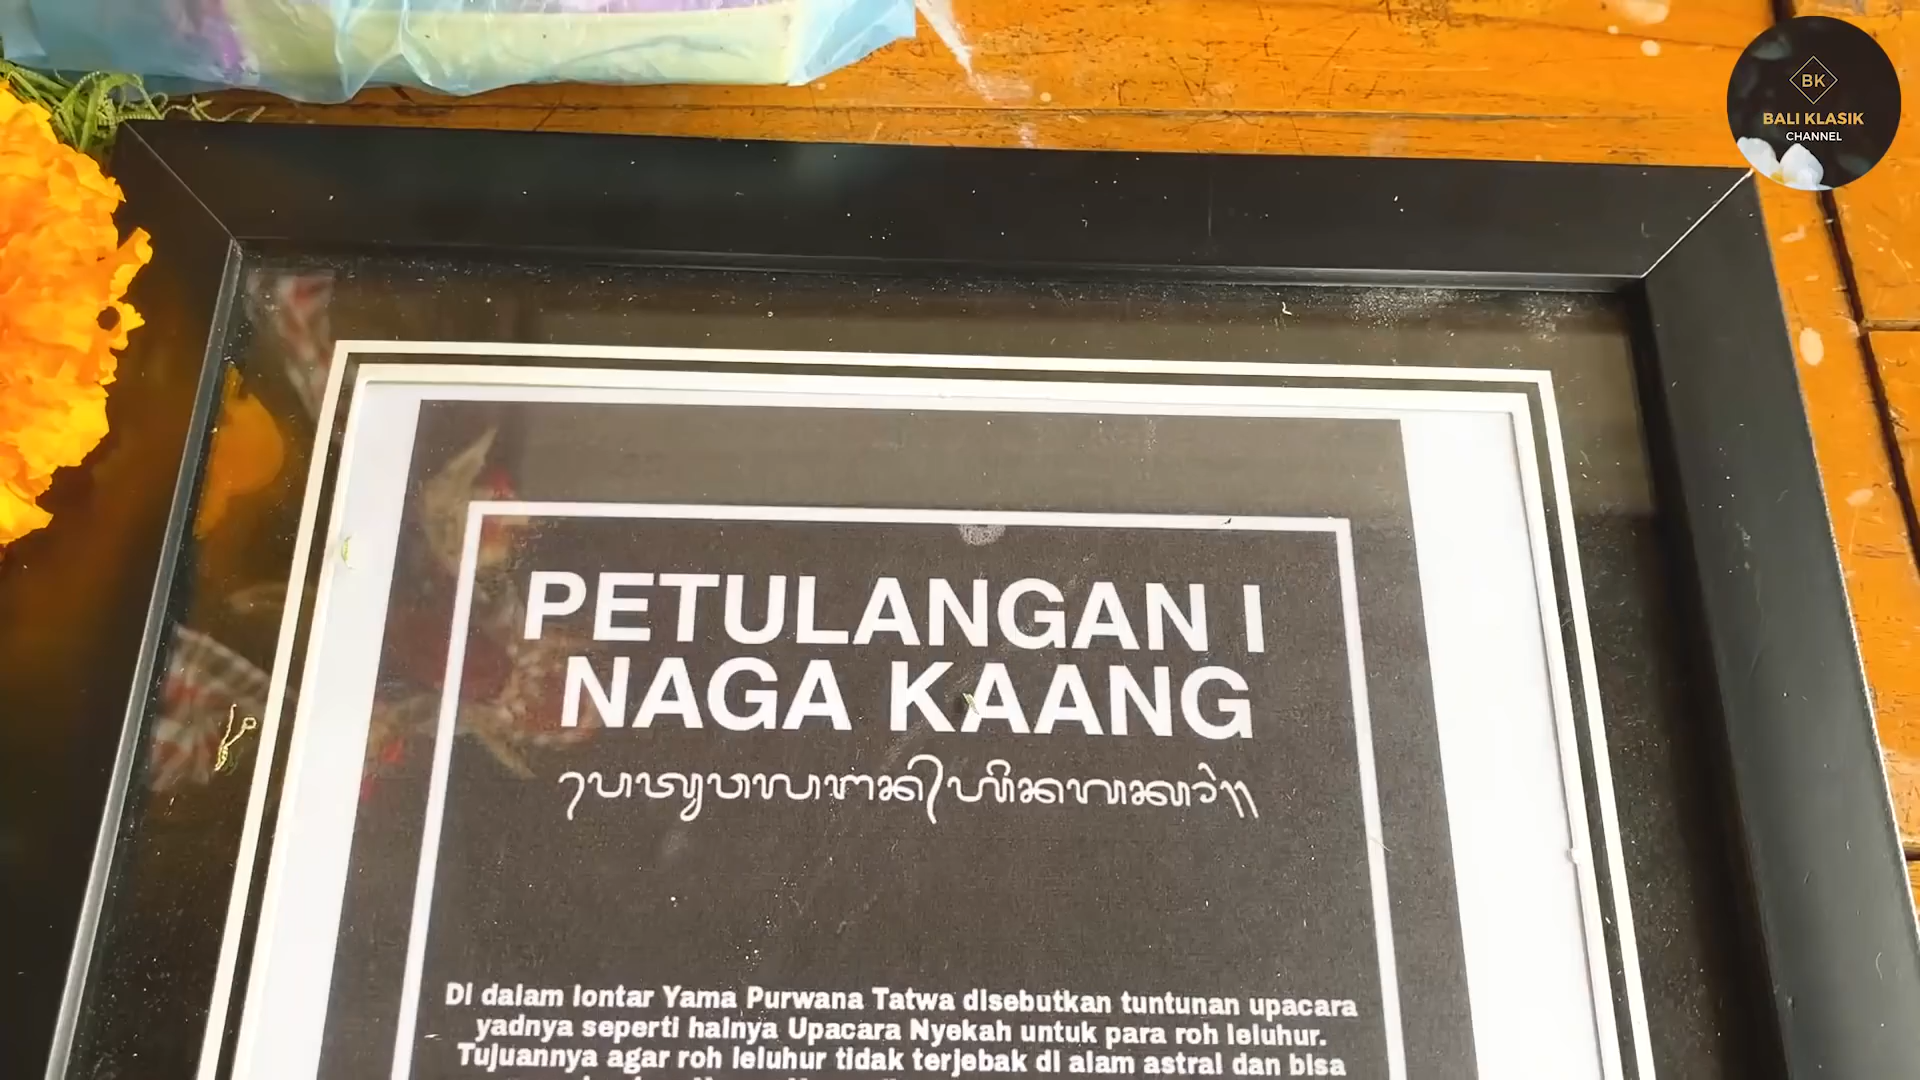 BK
BALI KLASIK
CHANNEL
PETULANGAN I
NAGA KAANG
Di dalam lontar Yama Purwana Tatwa disebutkan tuntunan upacara
yadnya seperti halnya Upacara Nyekah untuk para roh leluhur.
Tujuannya agar roh leluhur tidak terjebak di alam astral dan bisa